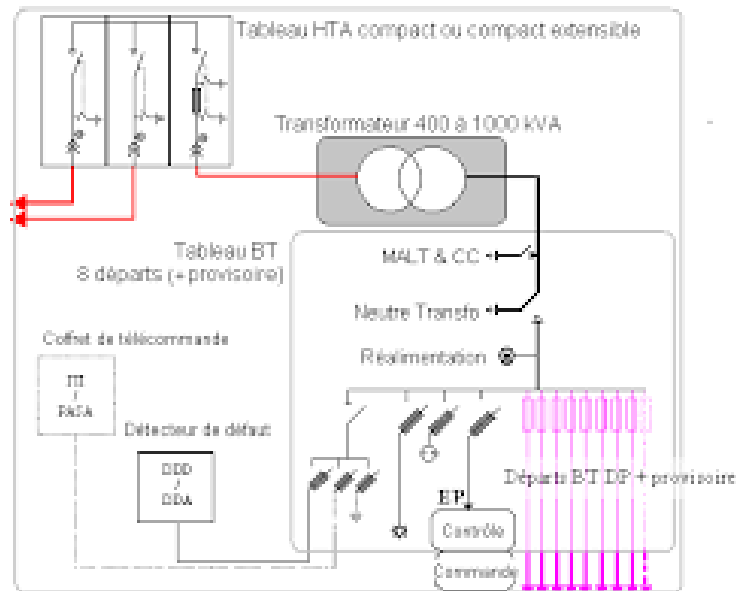 Tableau HTA compact ou compact extensible
Transformateur 400 à 1000 kVA
Tableau BT
8 départs (+ provisoire)
MALT & CC
Neutre Transfo
Coffret de télécommande
Réalimentation
ITI
/
PASA
Détecteur de défaut
DDD
/
DDA
Départs BT DP + provisoire
EP
Contrôle
Commande